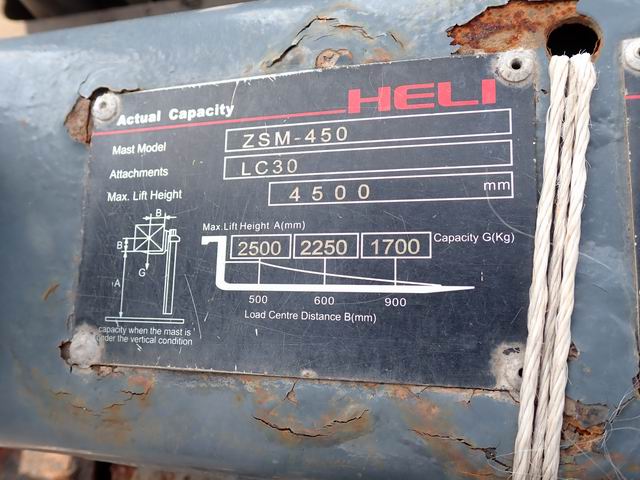 Actual Capacity HELI
Mast Model ZSM-450
Attachments LC30
Max. Lift Height 4500 mm
Max.Lift Height A(mm)
2500 2250 1700 Capacity G(Kg)
500 600 900
Load Centre Distance B(mm)
B
B
G
A
capacity when the mast is
under the vertical condition